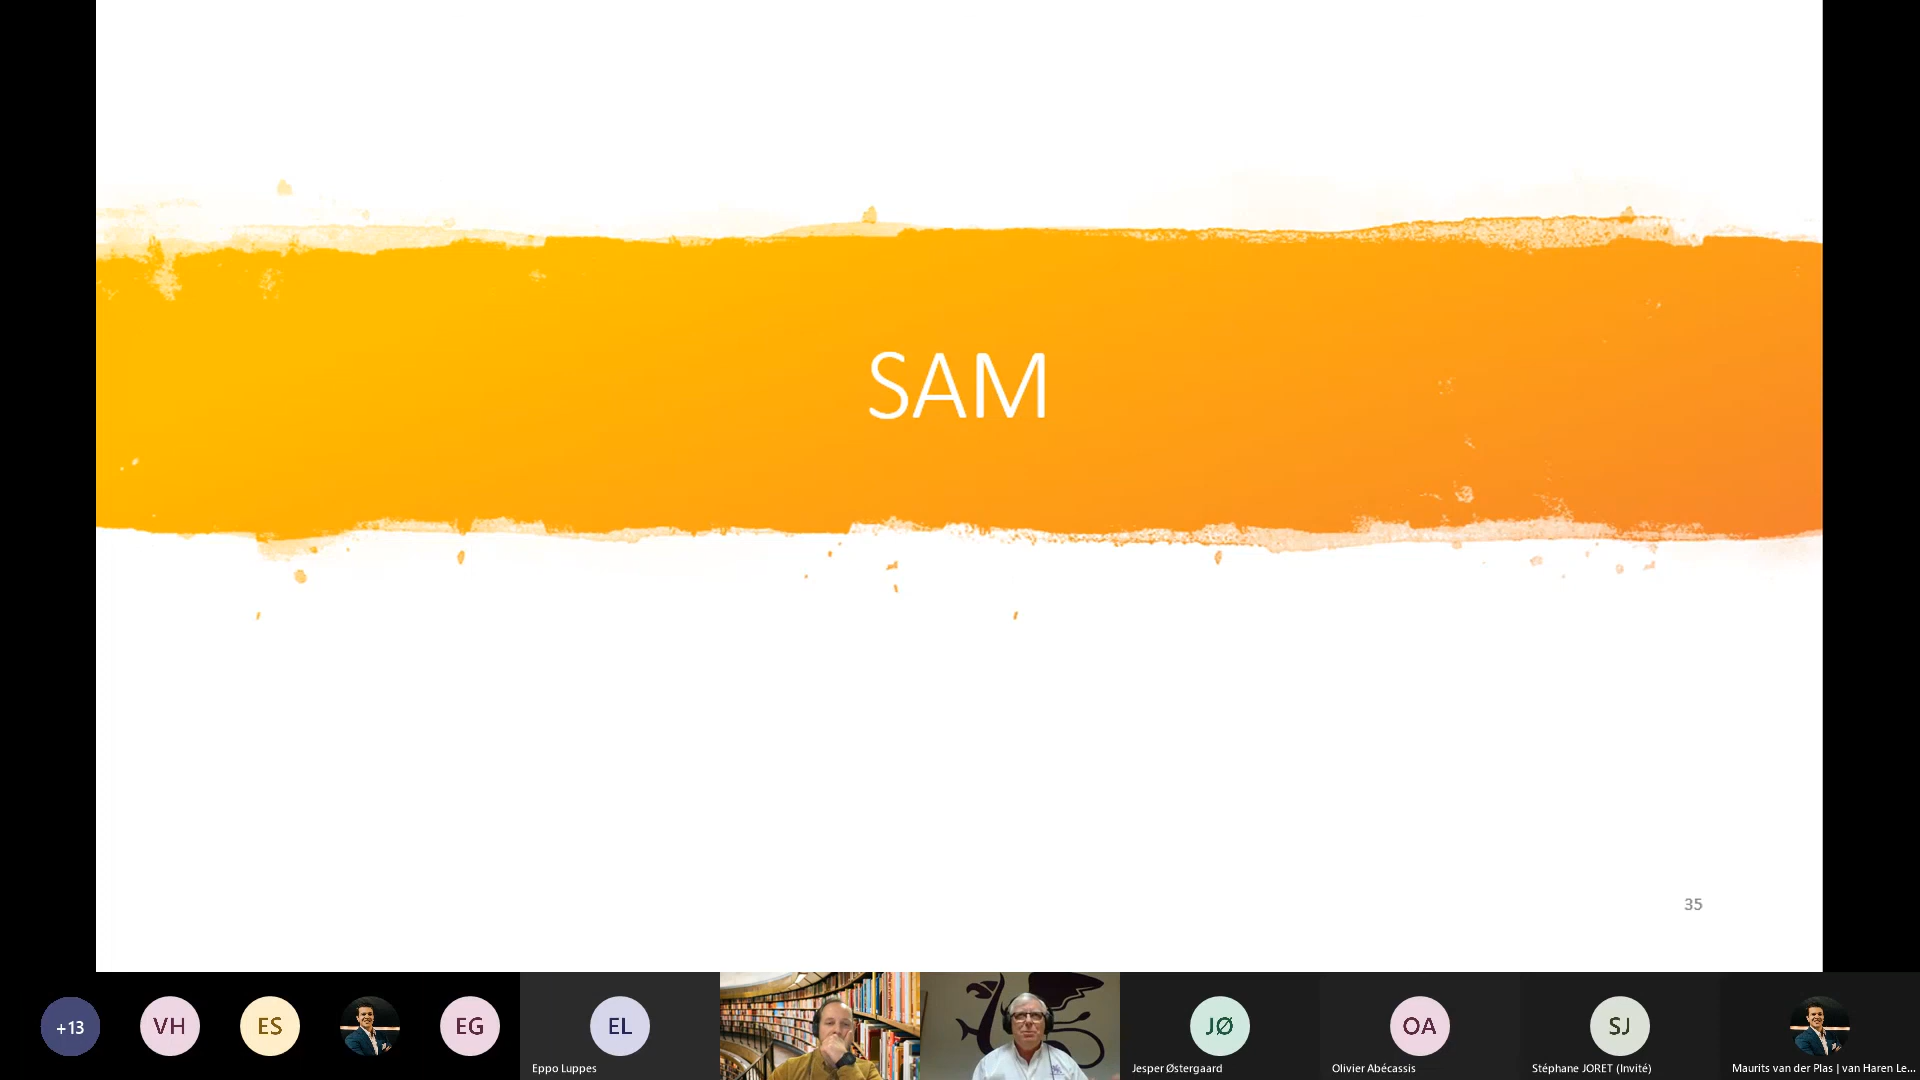 SAM
35
+13
VH
ES
EG
EL
JØ
OA
SJ
Eppo Luppes
Jesper Østergaard
Olivier Abécassis
Stéphane JORET (Invité)
Maurits van der Plas | van Haren Le...